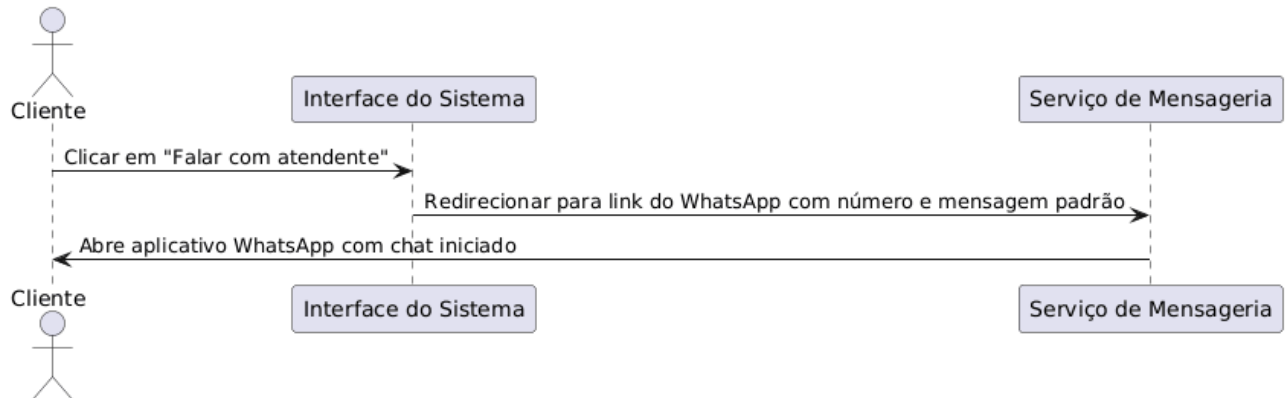 Cliente
Interface do Sistema
Serviço de Mensageria
Clicar em "Falar com atendente"
Redirecionar para link do WhatsApp com número e mensagem padrão
Abre aplicativo WhatsApp com chat iniciado
Cliente
Interface do Sistema
Serviço de Mensageria